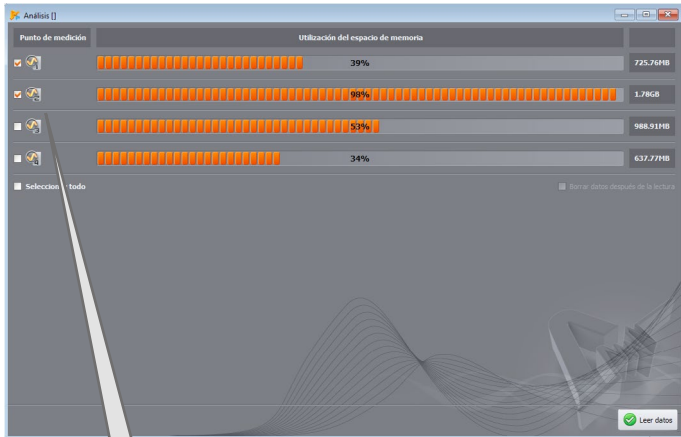 Análisis []
Punto de medición
Utilización del espacio de memoria
39%
725.76MB
98%
1.78GB
53%
988.91MB
34%
637.77MB
todo
Borrar datos después de la lectura
Leer datos